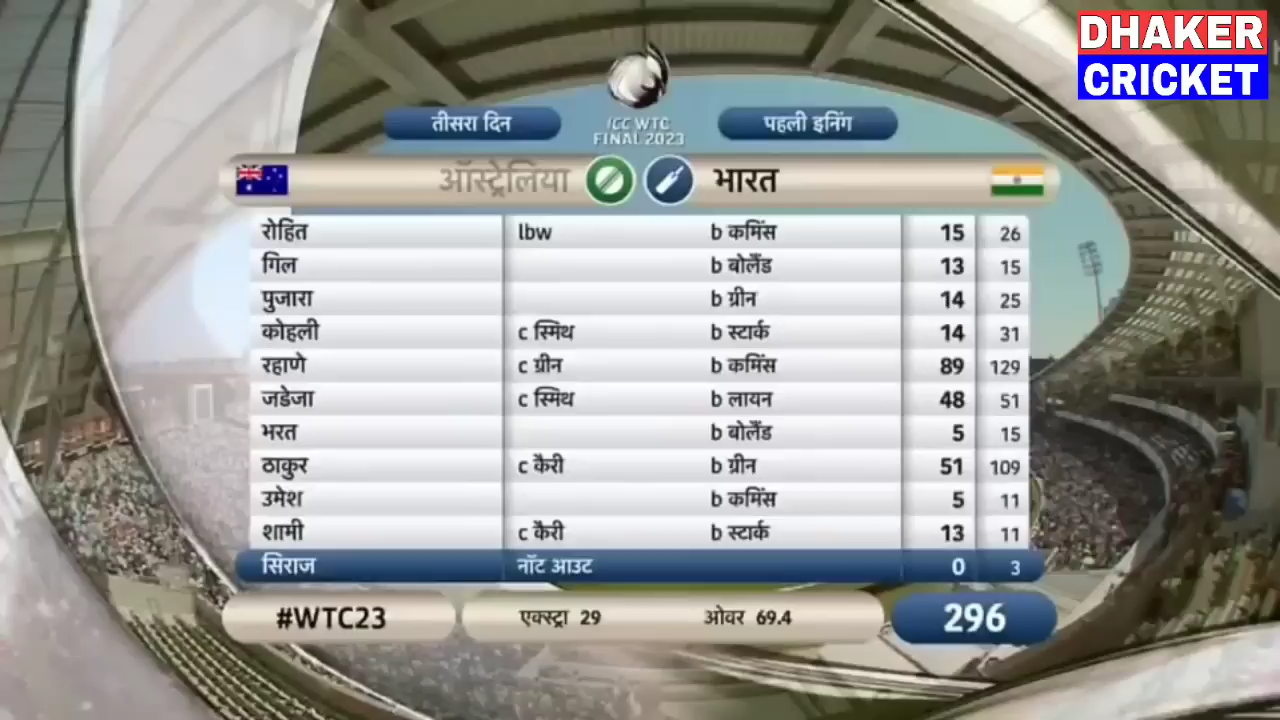 DHAKER
CRICKET
तीसरा दिन
ICC WTC
FINAL 2023
पहली इनिंग
ऑस्ट्रेलिया भारत
रोहित lbw b कमिंस 15 26
गिल b बोलैंड 13 15
पुजारा b ग्रीन 14 25
कोहली c स्मिथ b स्टार्क 14 31
रहाणे c ग्रीन b कमिंस 89 129
जडेजा c स्मिथ b लायन 48 51
भरत b बोलैंड 5 15
ठाकुर c कैरी b ग्रीन 51 109
उमेश b कमिंस 5 11
शामी c कैरी b स्टार्क 13 11
सिराज नॉट आउट 0 3
#WTC23 एक्स्ट्रा 29 ओवर 69.4 296